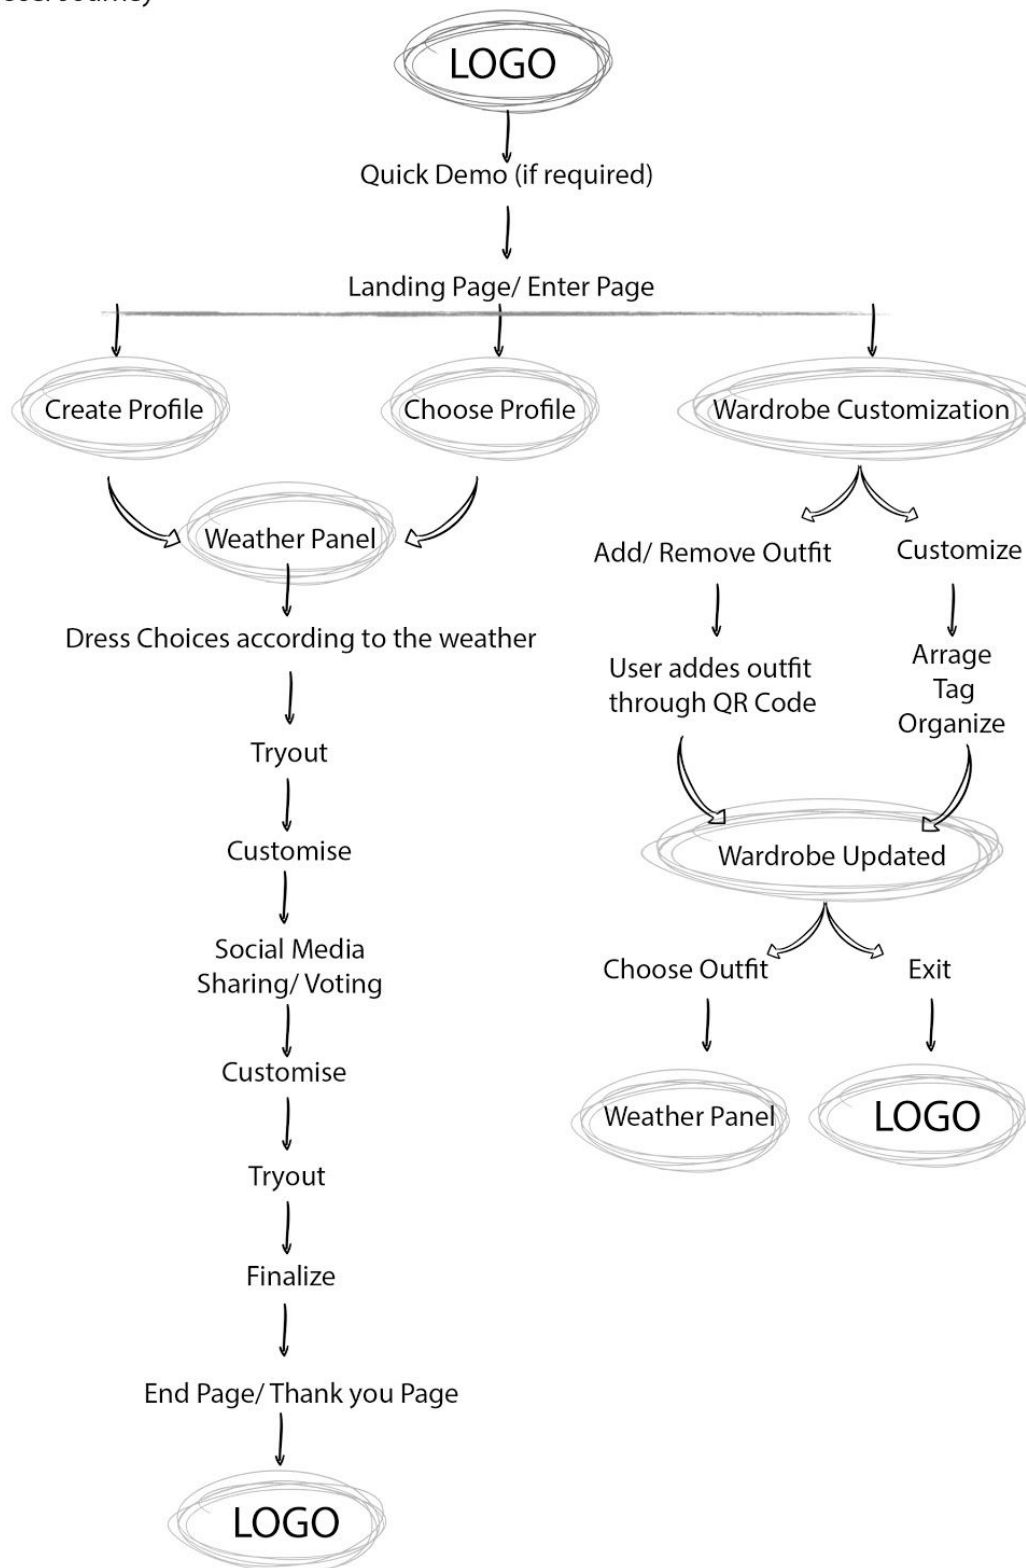 User Journey
LOGO
Quick Demo (if required)
Landing Page/ Enter Page
Create Profile
Choose Profile
Wardrobe Customization
Weather Panel
Add/ Remove Outfit
Customize
Dress Choices according to the weather
User addes outfit
through QR Code
Arrage
Tag
Organize
Tryout
Customise
Wardrobe Updated
Social Media
Sharing/ Voting
Choose Outfit
Exit
Customise
Weather Panel
LOGO
Tryout
Finalize
End Page/ Thank you Page
LOGO